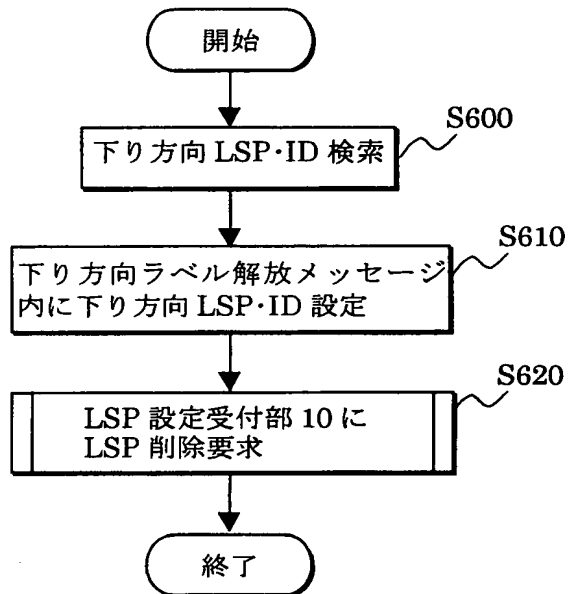 開始
S600
下り方向 LSP·ID 検索
S610
下り方向ラベル解放メッセージ
内に下り方向 LSP·ID 設定
S620
LSP 設定受付部 10 に
LSP 削除要求
終了